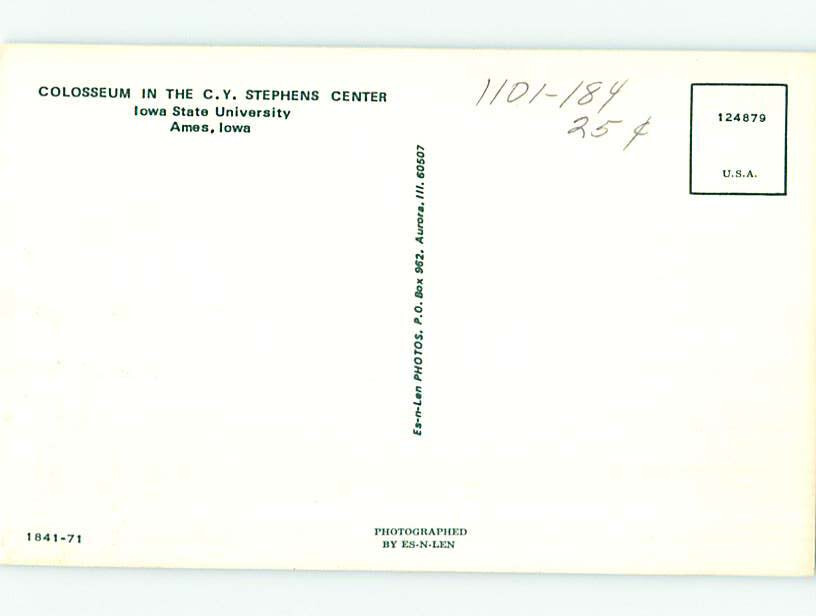 COLOSSEUM IN THE C.Y. STEPHENS CENTER
Iowa State University
Ames, Iowa
1101-184
25 ¢
124879
U.S.A.
Es-n-Len PHOTOS, P.O. Box 962, Aurora, Ill. 60507
1841-71
PHOTOGRAPHED
BY ES-N-LEN